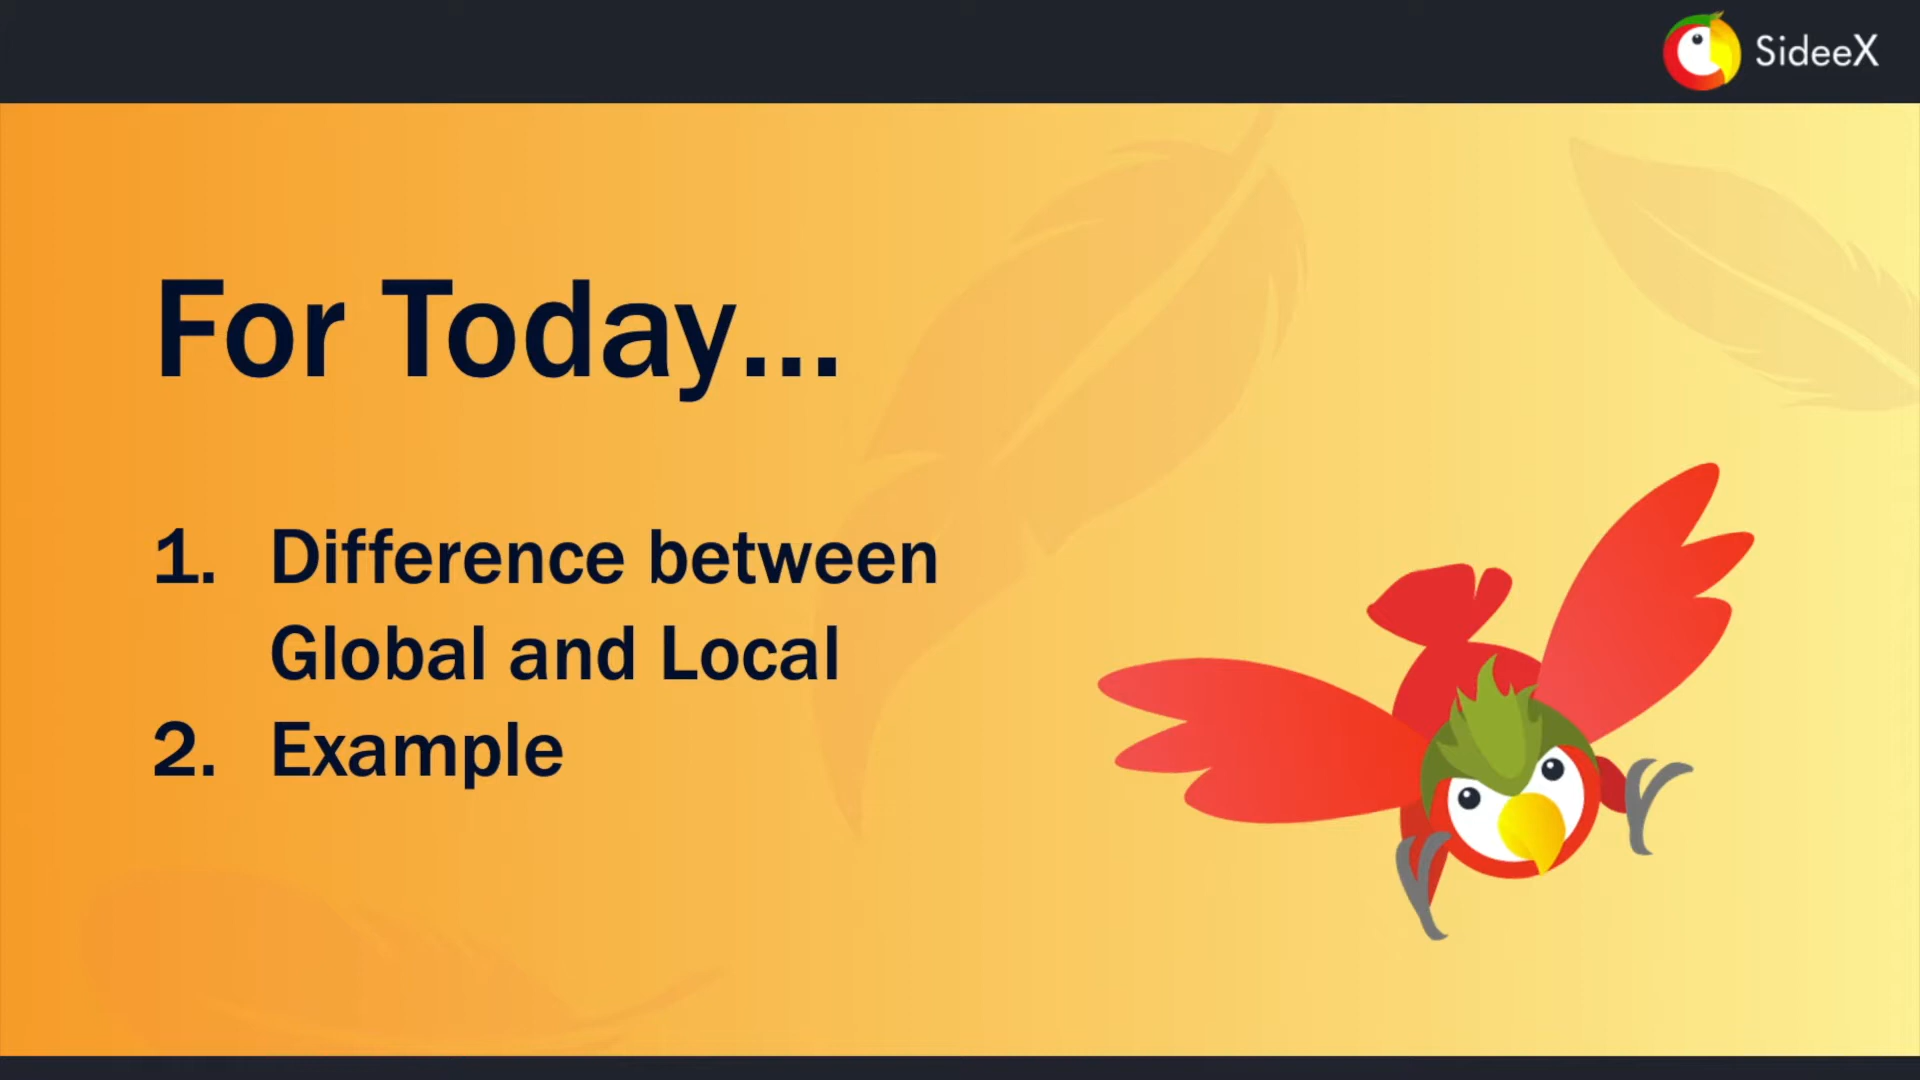 SideeX
For Today...
1. Difference between
Global and Local
2. Example